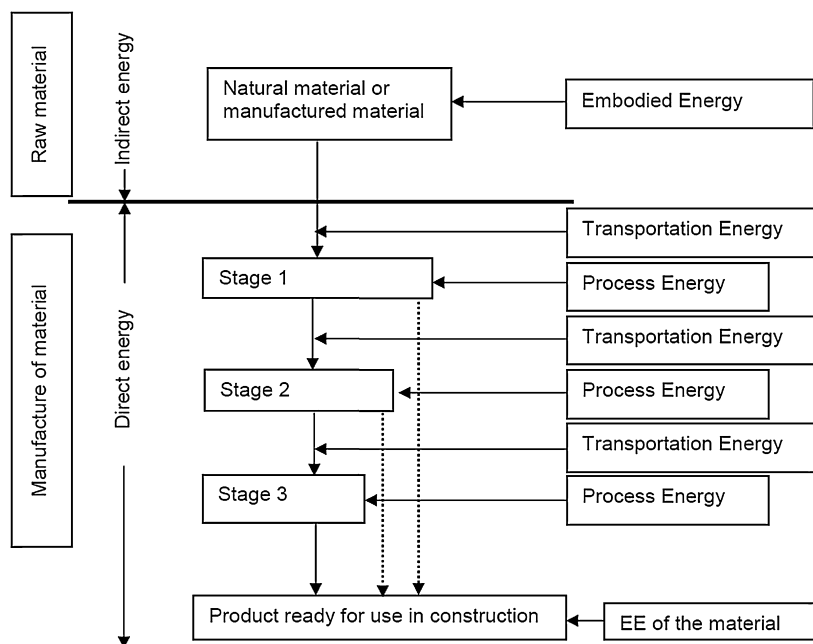 Raw material
Indirect energy
Natural material or
manufactured material
Embodied Energy
Manufacture of material
Direct energy
Transportation Energy
Stage 1
Process Energy
Transportation Energy
Stage 2
Process Energy
Transportation Energy
Stage 3
Process Energy
Product ready for use in construction
EE of the material